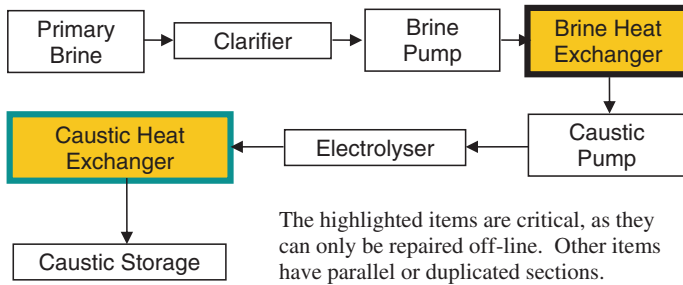 Primary
Brine
Clarifier
Brine
Pump
Brine Heat
Exchanger
Caustic Heat
Exchanger
Electrolyser
Caustic
Pump
The highlighted items are critical, as they
can only be repaired off-line. Other items
have parallel or duplicated sections.
Caustic Storage